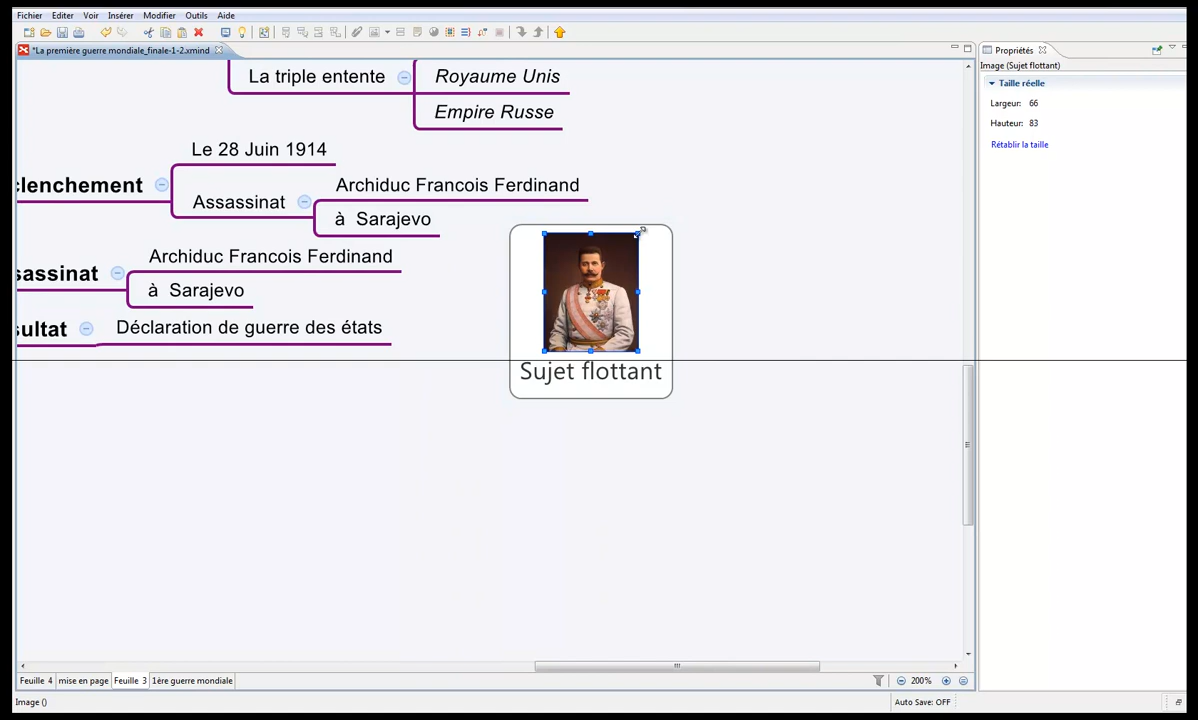 Fichier Editer Voir Insérer Modifier Outils Aide
*La première guerre mondiale_finale-1-2.xmind
Propriétés
Image (Sujet flottant)
Taille réelle
Largeur: 66
Hauteur: 83
Rétablir la taille
La triple entente
Royaume Unis
Empire Russe
Le 28 Juin 1914
clenchement
Assassinat
Archiduc Francois Ferdinand
à Sarajevo
Archiduc Francois Ferdinand
sassinat
à Sarajevo
sultat
Déclaration de guerre des états
Sujet flottant
Feuille 4 mise en page Feuille 3 1ère guerre mondiale
200%
Image ()
Auto Save: OFF